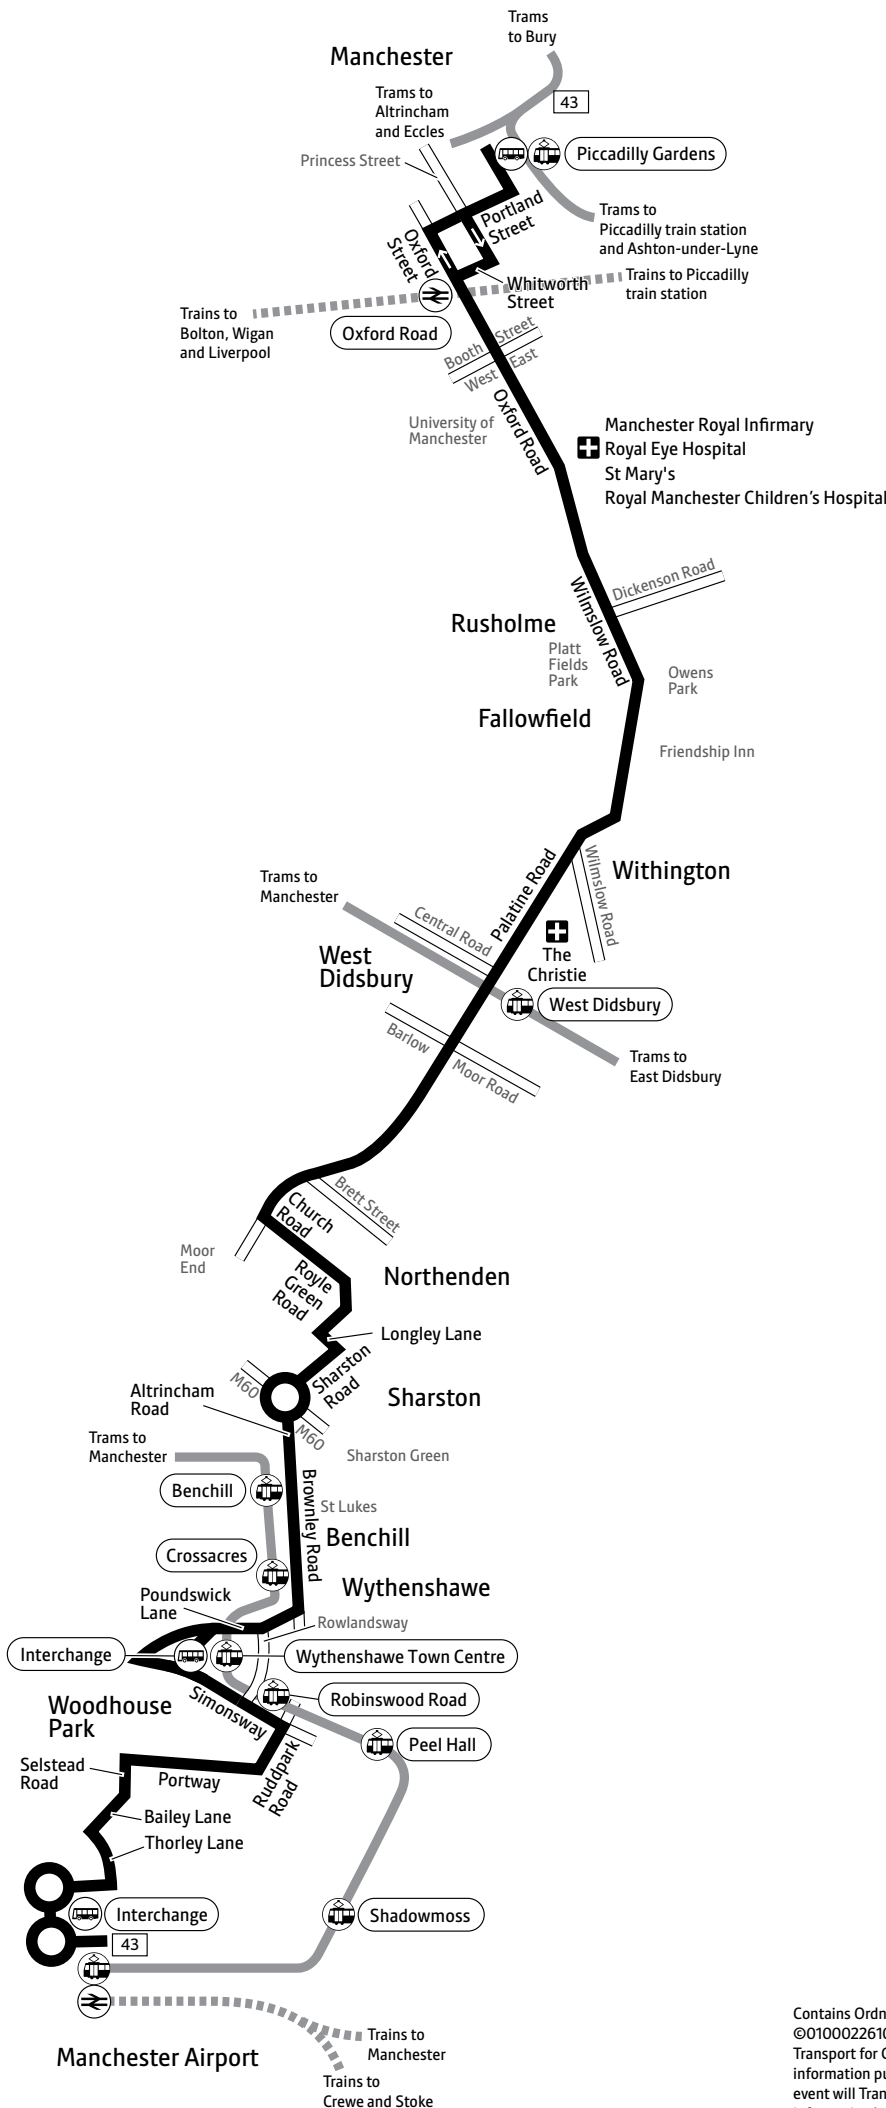 Trams
to Bury
Manchester
Trams to
Altrincham
and Eccles
43
Princess Street
Piccadilly Gardens
Portland
Street
Trams to
Piccadilly train station
and Ashton-under-Lyne
Oxford
Street
Whitworth
Street
Trains to Piccadilly
train station
Trains to
Bolton, Wigan
and Liverpool
Oxford Road
Booth Street
West East
Oxford Road
University of
Manchester
Manchester Royal Infirmary
Royal Eye Hospital
St Mary's
Royal Manchester Children's Hospital
Dickenson Road
Wilmslow Road
Rusholme
Platt
Fields
Park
Owens
Park
Fallowfield
Friendship Inn
Palatine Road
Wilmslow Road
Withington
Trams to
Manchester
Central Road
The
Christie
West
Didsbury
West Didsbury
Barlow
Moor Road
Trams to
East Didsbury
Brett Street
Church
Road
Moor
End
Royle
Green
Road
Northenden
Longley Lane
Sharston
Road
M60
Altrincham
Road
Sharston
M60
Trams to
Manchester
Sharston Green
Benchill
Brownley Road
St Lukes
Benchill
Crossacres
Wythenshawe
Poundswick
Lane
Rowlandsway
Interchange
Wythenshawe Town Centre
Simonsway
Robinswood Road
Woodhouse
Park
Peel Hall
Ruddpark
Road
Selstead
Road
Portway
Bailey Lane
Thorley Lane
Interchange
Shadowmoss
43
Trains to
Manchester
Manchester Airport
Trains to
Crewe and Stoke
Contains Ordn
©0100022610
Transport for
information pu
event will Tran